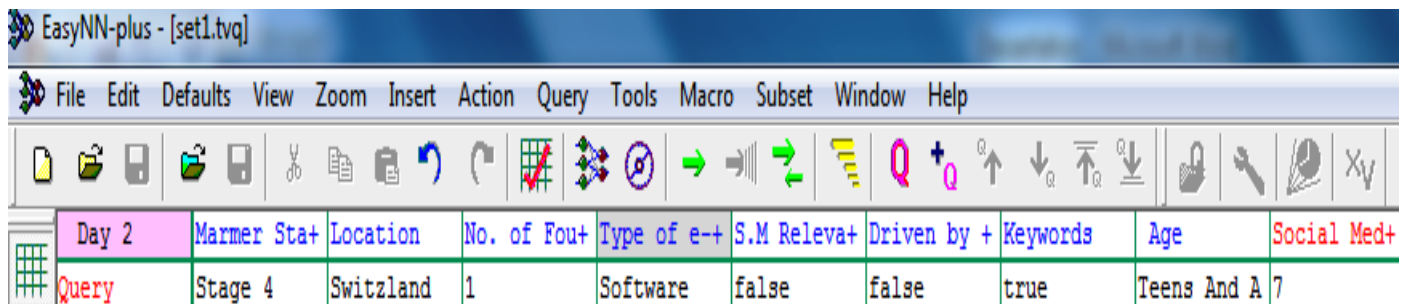 EasyNN-plus - [set1.tvq]
File Edit Defaults View Zoom Insert Action Query Tools Macro Subset Window Help
Q +Q Q Q Q Q XV
Day 2 Marmer Sta+ Location No. of Fou+ Type of e-+ S.M Releva+ Driven by + Keywords Age Social Med+
Query Stage 4 Switzland 1 Software false false true Teens And A 7